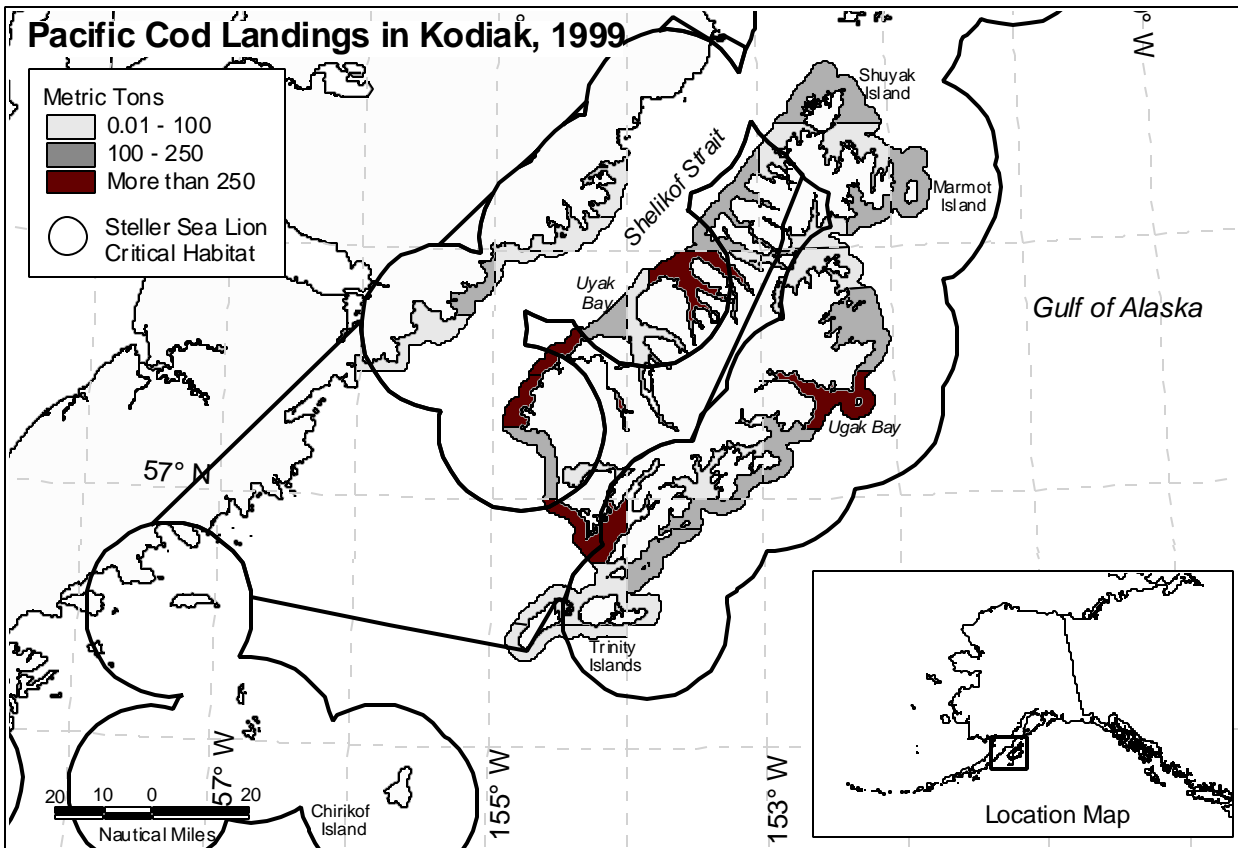 Pacific Cod Landings in Kodiak, 1999
Metric Tons
0.01 - 100
100 - 250
More than 250
Steller Sea Lion
Critical Habitat
Shuyak
Island
Shelikof Strait
Marmot
Island
Uyak
Bay
Gulf of Alaska
Ugak Bay
57° N
Trinity
Islands
57° W
155° W
153° W
20 10 0 20
Nautical Miles
Chirikof
Island
Location Map
° W